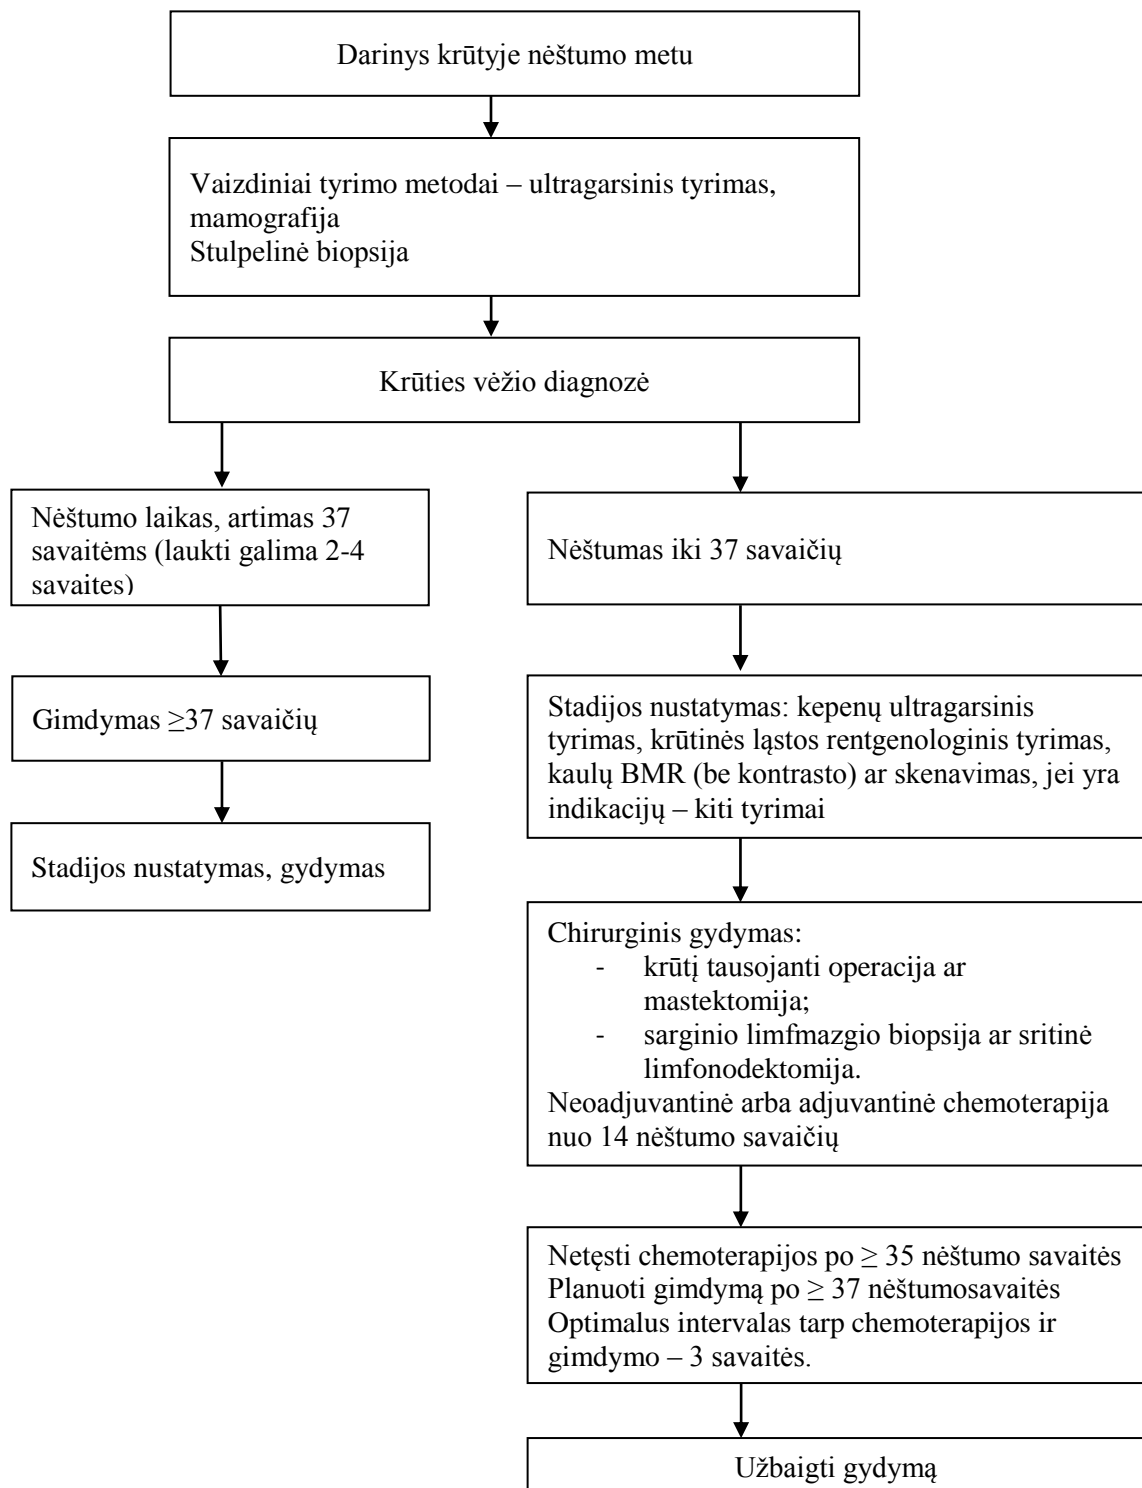 Darinys krūtyje nėštumo metu
Vaizdiniai tyrimo metodai – ultragarsinis tyrimas,
mamografija
Stulpelinė biopsija
Krūties vėžio diagnozė
Nėštumo laikas, artimas 37
savaitėms (laukti galima 2-4
savaites)
Gimdymas ≥37 savaičių
Stadijos nustatymas, gydymas
Nėštumas iki 37 savaičių
Stadijos nustatymas: kepenų ultragarsinis
tyrimas, krūtinės ląstos rentgenologinis tyrimas,
kaulų BMR (be kontrasto) ar skenavimas, jei yra
indikacijų – kiti tyrimai
Chirurginis gydymas:
- krūtį tausojanti operacija ar
mastektomija;
- sarginio limfmazgio biopsija ar sritinė
limfonodektomija.
Neoadjuvantinė arba adjuvantinė chemoterapija
nuo 14 nėštumo savaičių
Netęsti chemoterapijos po ≥ 35 nėštumo savaitės
Planuoti gimdymą po ≥ 37 nėštumosavaitės
Optimalus intervalas tarp chemoterapijos ir
gimdymo – 3 savaitės.
Užbaigti gydymą